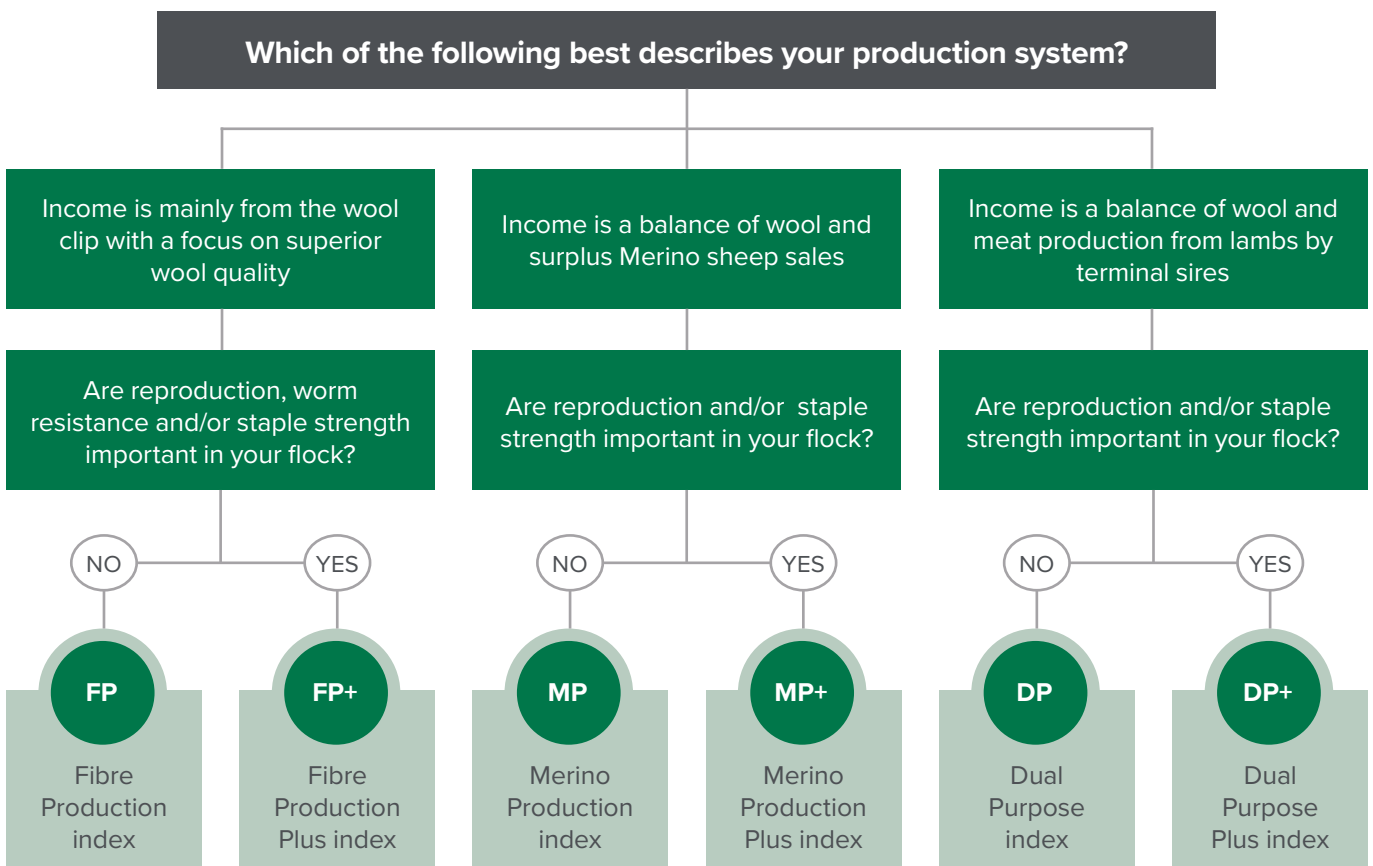 Which of the following best describes your production system?
Income is mainly from the wool
clip with a focus on superior
wool quality
Income is a balance of wool and
surplus Merino sheep sales
Income is a balance of wool and
meat production from lambs by
terminal sires
Are reproduction, worm
resistance and/or staple strength
important in your flock?
Are reproduction and/or  staple
strength important in your flock?
Are reproduction and/or staple
strength important in your flock?
NO
YES
NO
YES
NO
YES
FP
FP+
MP
MP+
DP
DP+
Fibre
Production
index
Fibre
Production
Plus index
Merino
Production
index
Merino
Production
Plus index
Dual
Purpose
index
Dual
Purpose
Plus index